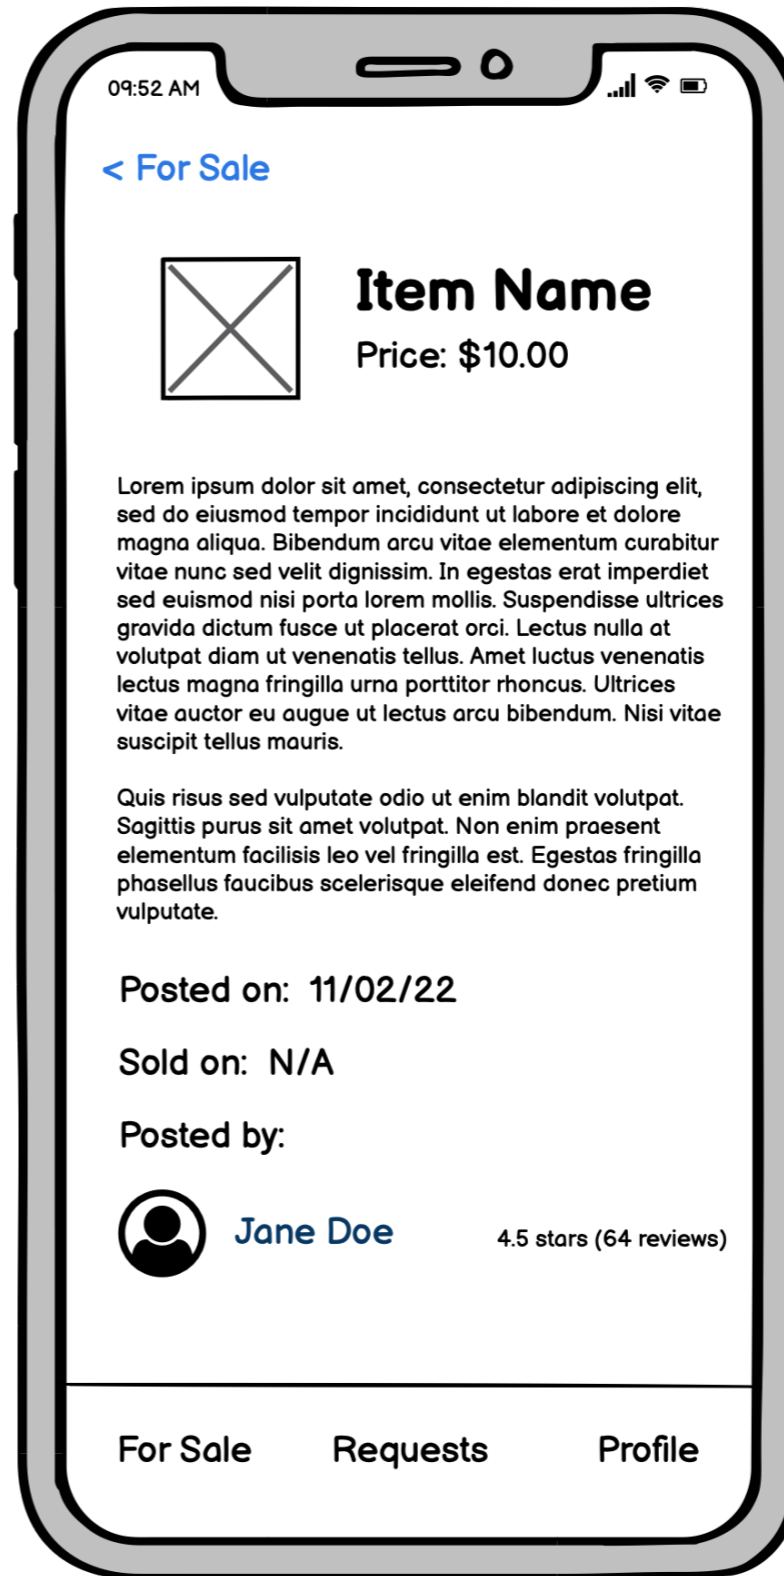 09:52 AM
< For Sale
Item Name
Price: $10.00
Lorem ipsum dolor sit amet, consectetur adipiscing elit,
sed do eiusmod tempor incididunt ut labore et dolore
magna aliqua. Bibendum arcu vitae elementum curabitur
vitae nunc sed velit dignissim. In egestas erat imperdiet
sed euismod nisi porta lorem mollis. Suspendisse ultrices
gravida dictum fusce ut placerat orci. Lectus nulla at
volutpat diam ut venenatis tellus. Amet luctus venenatis
lectus magna fringilla urna porttitor rhoncus. Ultrices
vitae auctor eu augue ut lectus arcu bibendum. Nisi vitae
suscipit tellus mauris.
Quis risus sed vulputate odio ut enim blandit volutpat.
Sagittis purus sit amet volutpat. Non enim praesent
elementum facilisis leo vel fringilla est. Egestas fringilla
phasellus faucibus scelerisque eleifend donec pretium
vulputate.
Posted on: 11/02/22
Sold on: N/A
Posted by:
Jane Doe
4.5 stars (64 reviews)
For Sale
Requests
Profile